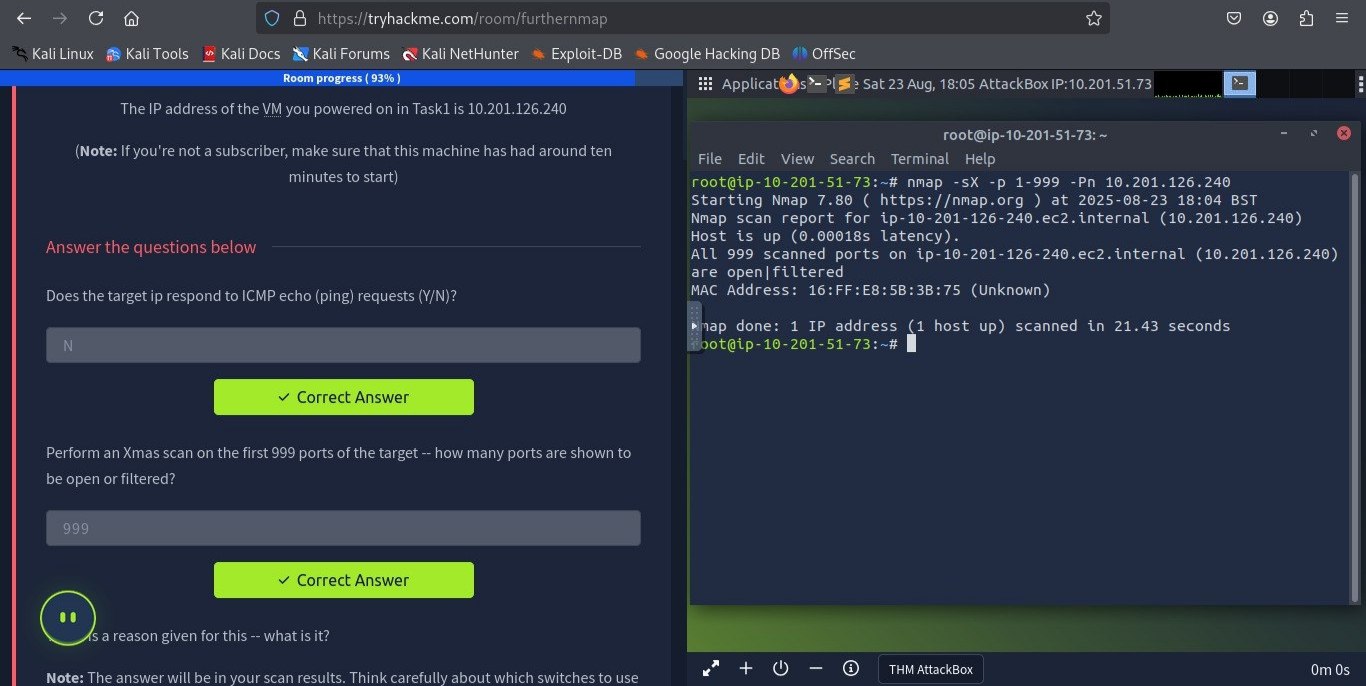 https://tryhackme.com/room/furthernmap
Kali Linux Kali Tools Kali Docs Kali Forums Kali NetHunter Exploit-DB Google Hacking DB OffSec
Room progress ( 93% )
The IP address of the VM you powered on in Task1 is 10.201.126.240
(Note: If you're not a subscriber, make sure that this machine has had around ten
minutes to start)
Answer the questions below
Does the target ip respond to ICMP echo (ping) requests (Y/N)?
N
✓ Correct Answer
Perform an Xmas scan on the first 999 ports of the target -- how many ports are shown to
be open or filtered?
999
✓ Correct Answer
is a reason given for this -- what is it?
Note: The answer will be in your scan results. Think carefully about which switches to use
Sat 23 Aug, 18:05 AttackBox IP:10.201.51.73
root@ip-10-201-51-73: ~
File Edit View Search Terminal Help
root@ip-10-201-51-73:~# nmap -sX -p 1-999 -Pn 10.201.126.240
Starting Nmap 7.80 ( https://nmap.org ) at 2025-08-23 18:04 BST
Nmap scan report for ip-10-201-126-240.ec2.internal (10.201.126.240)
Host is up (0.00018s latency).
All 999 scanned ports on ip-10-201-126-240.ec2.internal (10.201.126.240)
are open|filtered
MAC Address: 16:FF:E8:5B:3B:75 (Unknown)
map done: 1 IP address (1 host up) scanned in 21.43 seconds
oot@ip-10-201-51-73:~#
THM AttackBox
0m 0s